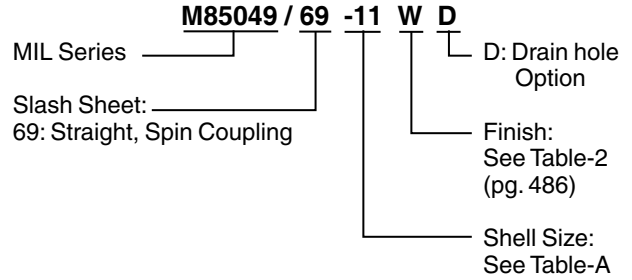 M85049 / 69 -11 W D
MIL Series
D: Drain hole
Option
Slash Sheet:
69: Straight, Spin Coupling
Finish:
See Table-2
(pg. 486)
Shell Size:
See Table-A